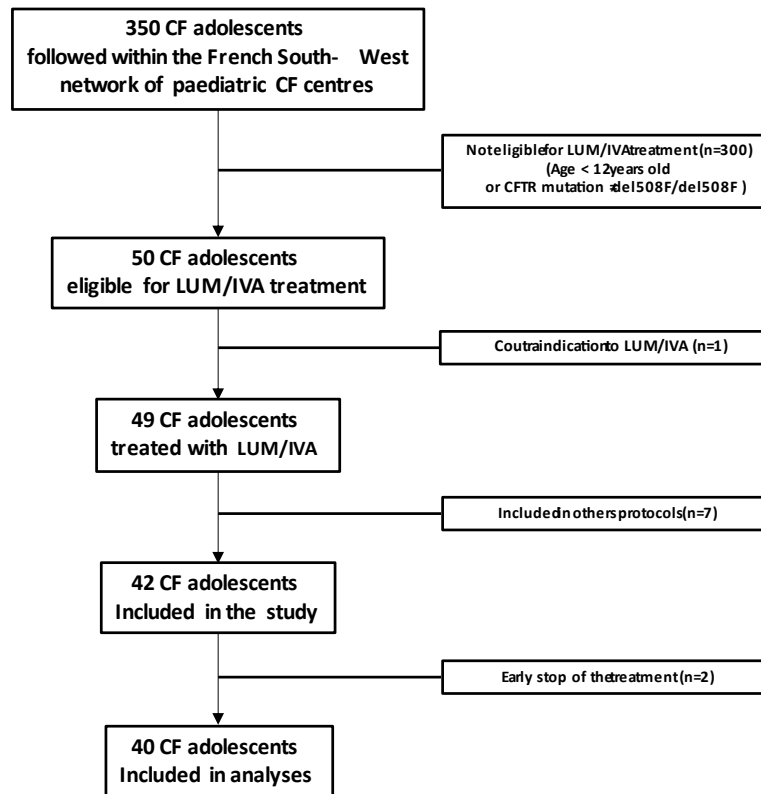 350 CF adolescents
followed within the French South- West
network of paediatric CF centres
Noteligiblefor LUM/IVAtreatment (n=300)
(Age < 12years old
or CFTR mutation ≠del508F/del508F )
50 CF adolescents
eligible for LUM/IVA treatment
Coutraindicationto LUM/IVA (n=1)
49 CF adolescents
treated with LUM/IVA
Includedin othersprotocols(n=7)
42 CF adolescents
Included in the study
Early stop of thetreatment(n=2)
40 CF adolescents
Included in analyses